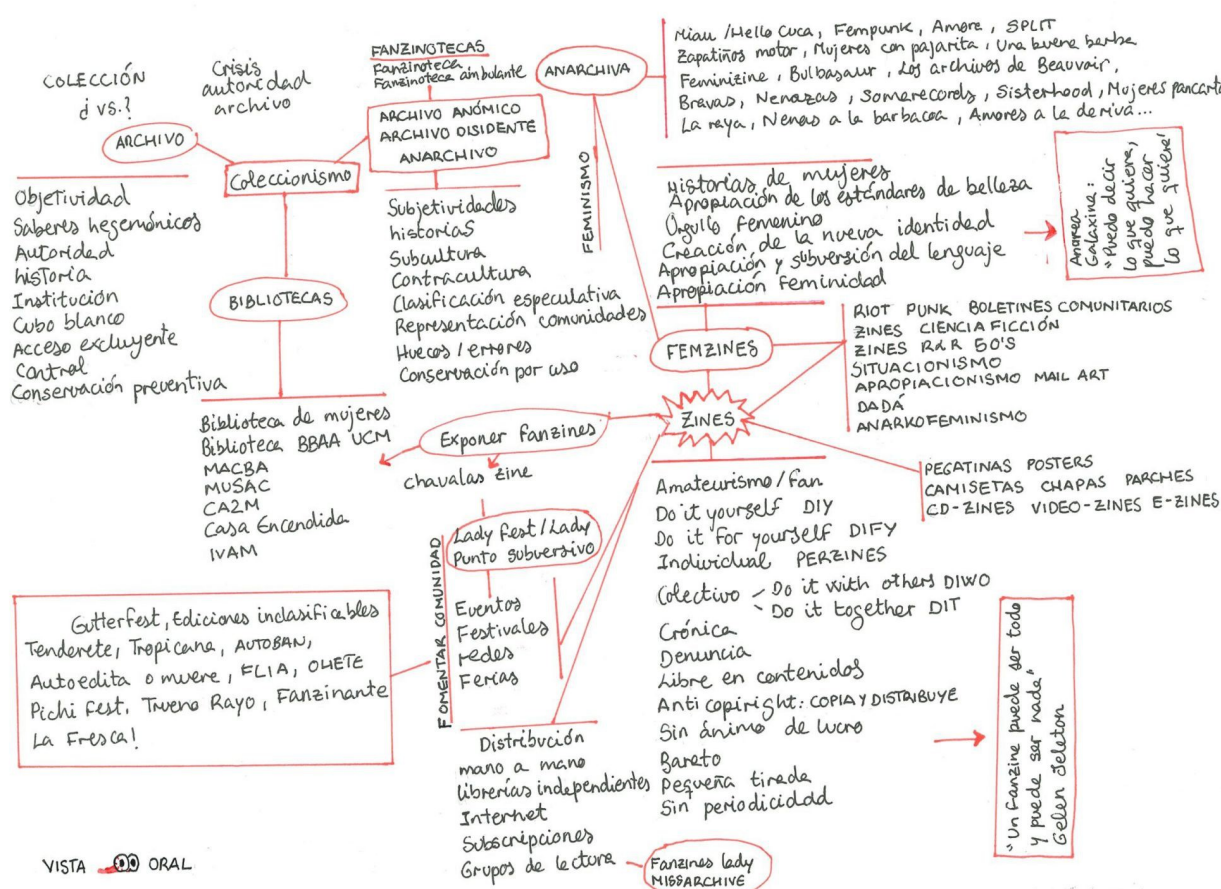 COLECCIÓN
¿ vs.?
ARCHIVO
Crisis
autoridad
archivo
Coleccionismo
Objetividad
Saberes hegemónicos
Autoridad
historia
Institución
Cubo blanco
Acceso excluyente
Control
Conservación preventiva
BIBLIOTECAS
Biblioteca de mujeres
Biblioteca BBAA UCM
MACBA
MUSAC
CA2M
Casa Encendida
IVAM
FANZINOTECAS
Fanzinoteca
Fanzinoteca ambulante
ARCHIVO ANÓMICO
ARCHIVO DISIDENTE
ANARCHIVO
Subjetividades
historias
Subcultura
Contracultura
Clasificación especulativa
Representación comunidades
Huecos / errores
Conservación por uso
FEMINISMO
ANARCHIVA
Miau / Hello Cuca, Fempunk, Amore, SPLIT
Zapatiños motor, Mujeres con pajarita, Una buena barba
Feminizine, Bulbasaur, Los archivos de Beauvair,
Bravas, Nenazas, Somarecords, Sisterhood, Mujeres pancarta
La raya, Nenas a la barbacoa, Amores a la deriva...
Historias de mujeres
Apropiación de los estándares de belleza
Orgullo femenino
Creación de la nueva identidad
Apropiación y subversión del lenguaje
Apropiación feminidad
Andrea
Galaxina:
"Puedo decir
lo que quiera,
puedo hacer
lo que quiera"
FEMZINES
RIOT PUNK BOLETINES COMUNITARIOS
ZINES CIENCIA FICCIÓN
ZINES R&R 50'S
SITUACIONISMO
APROPIACIONISMO MAIL ART
DADÁ
ANARKOFEMINISMO
ZINES
PEGATINAS POSTERS
CAMISETAS CHAPAS PARCHES
CD-ZINES VIDEO-ZINES E-ZINES
Exponer fanzines
chavalas zine
Lady Fest / Lady
Punto subversivo
FOMENTAR COMUNIDAD
Eventos
Festivales
redes
Ferias
Gutterfest, Ediciones inclasificables
Tenderete, Tropicana, AUTOBAN,
Autoedita o muere, FLIA, OHETE
Pichi Fest, Trueno Rayo, Fanzinante
La Fresca!
Distribución
mano a mano
librerías independientes
Internet
Subscripciones
Grupos de lectura
Fanzines lady
MISSARCHIVE
Amateurismo / fan
Do it yourself DIY
Do it for yourself DIFY
Individual PERZINES
Colectivo - Do it with others DIWO
- Do it together DIT
Crónica
Denuncia
Libre en contenidos
Anti copiright: COPIA Y DISTRIBUYE
Sin ánimo de lucro
Barato
Pequeña tirada
Sin periodicidad
"Un fanzine puede ser todo
y puede ser nada"
Gelen Jeleton
VISTA ORAL